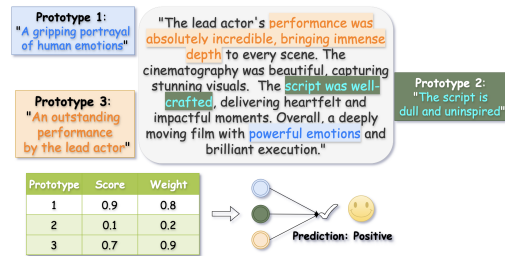 Prototype 1:
"A gripping portrayal
of human emotions"
Prototype 3:
"An outstanding
performance
by the lead actor"
"The lead actor's performance was
absolutely incredible, bringing immense
depth to every scene. The
cinematography was beautiful, capturing
stunning visuals. The script was well-
crafted, delivering heartfelt and
impactful moments. Overall, a deeply
moving film with powerful emotions and
brilliant execution."
Prototype 2:
"The script is
dull and uninspired"
Prototype Score Weight
1 0.9 0.8
2 0.1 0.2
3 0.7 0.9
Prediction: Positive